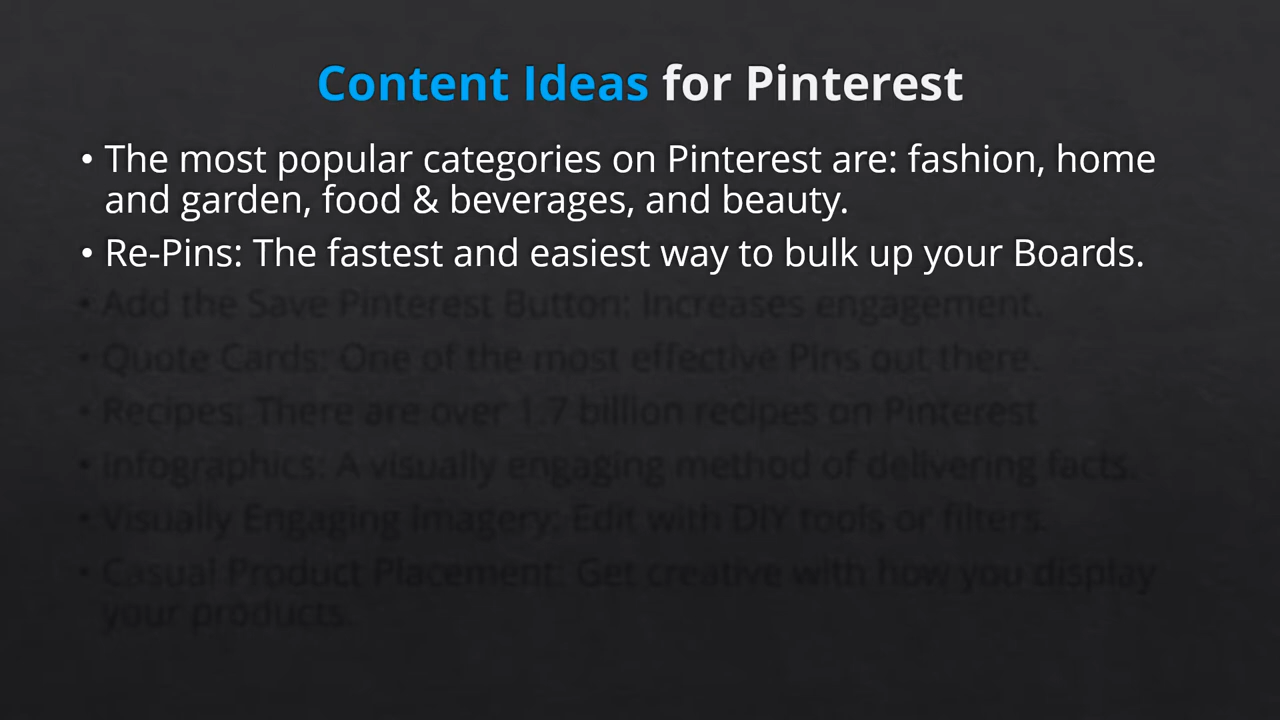 Content Ideas for Pinterest
• The most popular categories on Pinterest are: fashion, home
and garden, food & beverages, and beauty.
• Re-Pins: The fastest and easiest way to bulk up your Boards.
• Add the Save Pinterest Button: Increases engagement.
• Quote Cards: One of the most effective Pins out there.
• Recipes: There are over 1.7 billion recipes on Pinterest
• Infographics: A visually engaging method of delivering facts.
• Visually Engaging Imagery: Edit with DIY tools or filters.
• Casual Product Placement: Get creative with how you display
your products.